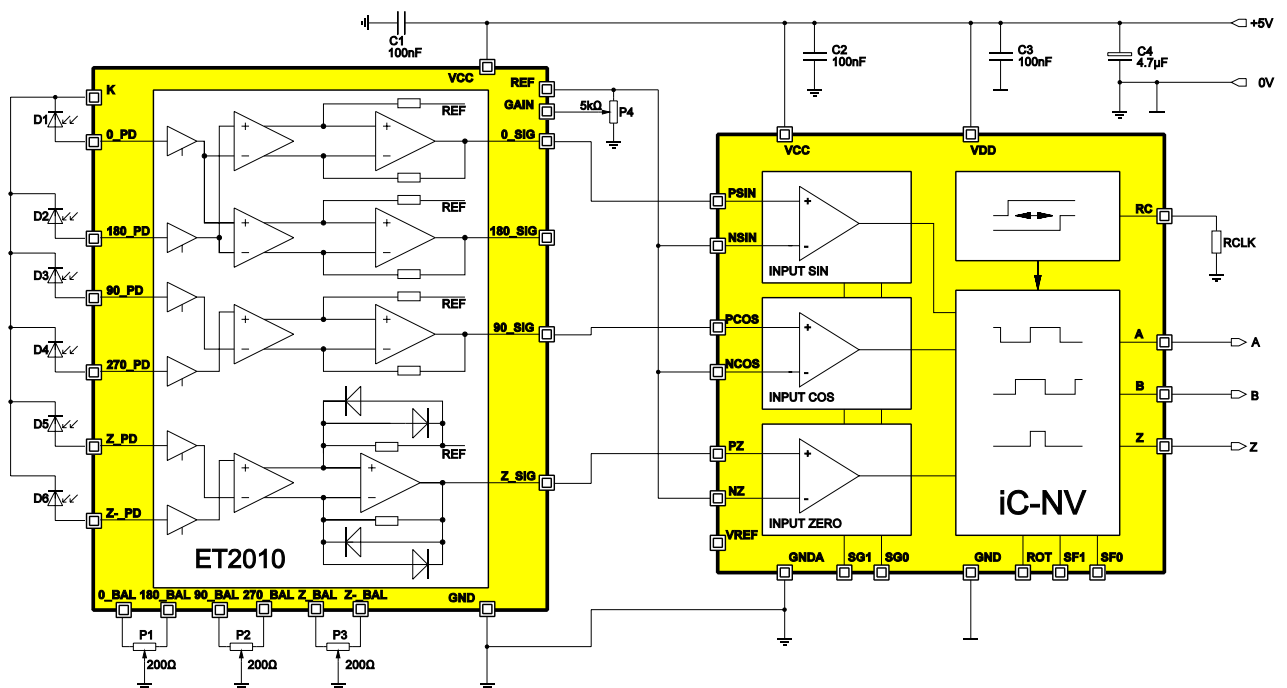 +5V
C1
100nF
C2
100nF
C3
100nF
C4
4.7µF
0V
K
VCC
REF
GAIN
5kΩ
P4
D1
0_PD
REF
0_SIG
D2
180_PD
REF
180_SIG
D3
90_PD
REF
90_SIG
D4
270_PD
D5
Z_PD
REF
Z_SIG
D6
Z-_PD
ET2010
0_BAL
180_BAL
90_BAL
270_BAL
Z_BAL
Z-_BAL
GND
P1
200Ω
P2
200Ω
P3
200Ω
VCC
VDD
PSIN
+
NSIN
-
INPUT SIN
PCOS
+
NCOS
-
INPUT COS
PZ
+
NZ
-
INPUT ZERO
VREF
RC
RCLK
A
A
B
B
Z
Z
iC-NV
GNDA
SG1
SG0
GND
ROT
SF1
SF0